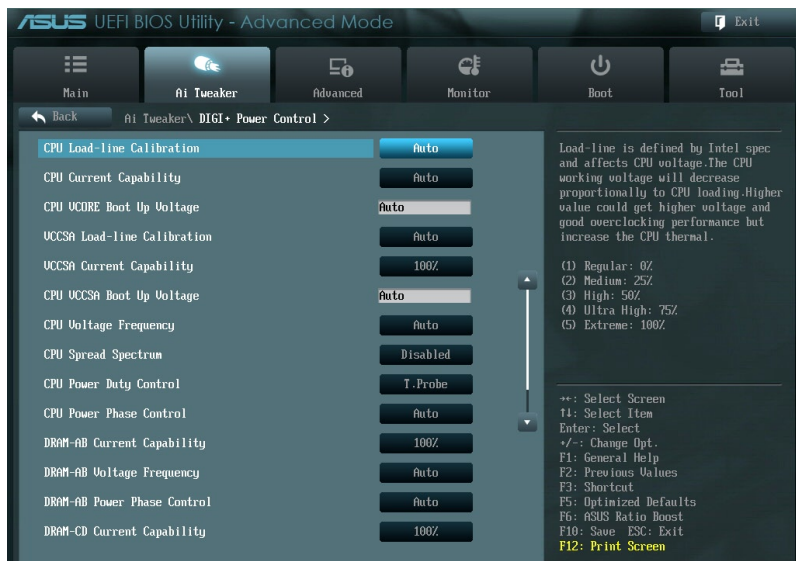 ASUS UEFI BIOS Utility - Advanced Mode
Exit
Main
Ai Tweaker
Advanced
Monitor
Boot
Tool
Back
Ai Tweaker\ DIGI+ Power Control >
CPU Load-line Calibration Auto
CPU Current Capability Auto
CPU VCORE Boot Up Voltage Auto
VCCSA Load-line Calibration Auto
VCCSA Current Capability 100%
CPU VCCSA Boot Up Voltage Auto
CPU Voltage Frequency Auto
CPU Spread Spectrum Disabled
CPU Power Duty Control T.Probe
CPU Power Phase Control Auto
DRAM-AB Current Capability 100%
DRAM-AB Voltage Frequency Auto
DRAM-AB Power Phase Control Auto
DRAM-CD Current Capability 100%
Load-line is defined by Intel spec
and affects CPU voltage.The CPU
working voltage will decrease
proportionally to CPU loading.Higher
value could get higher voltage and
good overclocking performance but
increase the CPU thermal.
(1) Regular: 0%
(2) Medium: 25%
(3) High: 50%
(4) Ultra High: 75%
(5) Extreme: 100%
→←: Select Screen
↑↓: Select Item
Enter: Select
+/-: Change Opt.
F1: General Help
F2: Previous Values
F3: Shortcut
F5: Optimized Defaults
F6: ASUS Ratio Boost
F10: Save ESC: Exit
F12: Print Screen